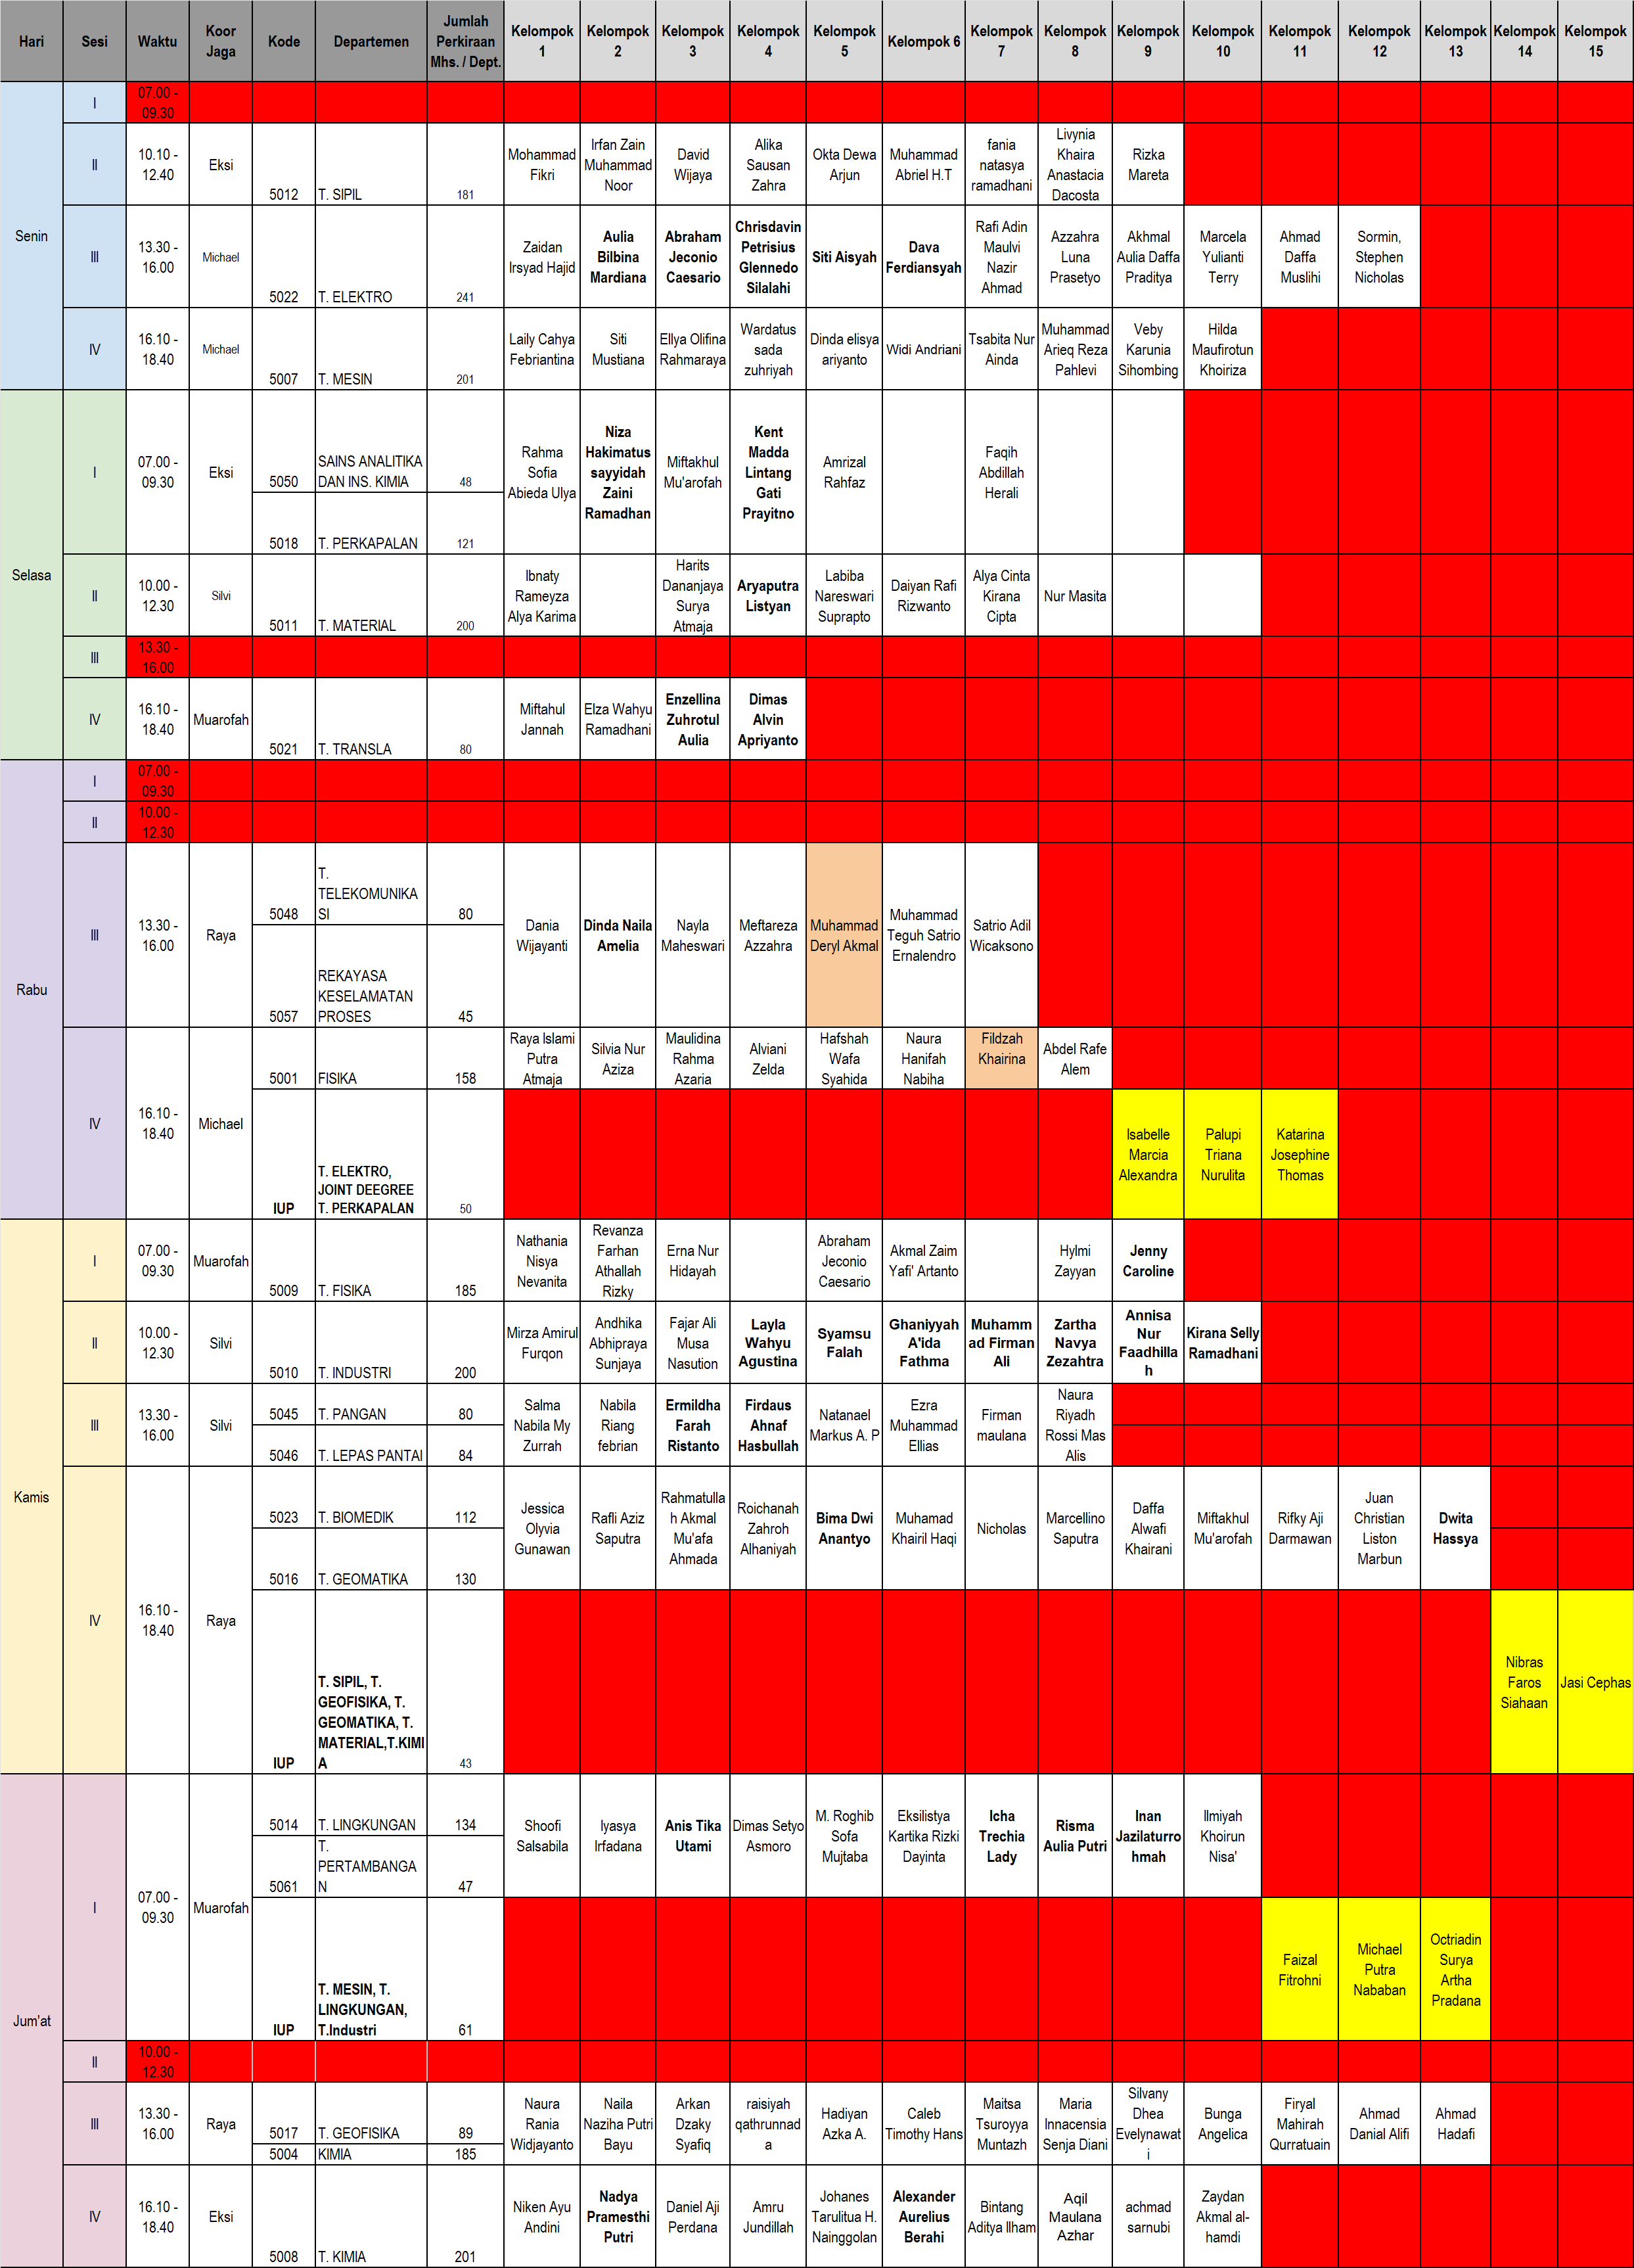 Hari Sesi Waktu Koor Jaga Kode Departemen Jumlah Perkiraan Mhs. / Dept. Kelompok 1 Kelompok 2 Kelompok 3 Kelompok 4 Kelompok 5 Kelompok 6 Kelompok 7 Kelompok 8 Kelompok 9 Kelompok 10 Kelompok 11 Kelompok 12 Kelompok 13 Kelompok 14 Kelompok 15
Senin
I 07.00 - 09.30
II 10.10 - 12.40 Eksi 5012 T. SIPIL 181 Mohammad Fikri Irfan Zain Muhammad Noor David Wijaya Alika Sausan Zahra Okta Dewa Arjun Muhammad Abriel H.T fania natasya ramadhani Livynia Khaira Anastacia Dacosta Rizka Mareta
III 13.30 - 16.00 Michael 5022 T. ELEKTRO 241 Zaidan Irsyad Hajid Aulia Bilbina Mardiana Abraham Jeconio Caesario Chrisdavin Petrisius Glennedo Silalahi Siti Aisyah Dava Ferdiansyah Rafi Adin Maulvi Nazir Ahmad Azzahra Luna Prasetyo Akhmal Aulia Daffa Praditya Marcela Yulianti Terry Ahmad Daffa Muslihi Sormin, Stephen Nicholas
IV 16.10 - 18.40 Michael 5007 T. MESIN 201 Laily Cahya Febriantina Siti Mustiana Ellya Olifina Rahmaraya Wardatus sada zuhriyah Dinda elisya ariyanto Widi Andriani Tsabita Nur Ainda Muhammad Arieq Reza Pahlevi Veby Karunia Sihombing Hilda Maufirotun Khoiriza
Selasa
I 07.00 - 09.30 Eksi 5050 SAINS ANALITIKA DAN INS. KIMIA 48 Rahma Sofia Abieda Ulya Niza Hakimatus sayyidah Zaini Ramadhan Miftakhul Mu'arofah Kent Madda Lintang Gati Prayitno Amrizal Rahfaz Faqih Abdillah Herali
5018 T. PERKAPALAN 121
II 10.00 - 12.30 Silvi 5011 T. MATERIAL 200 Ibnaty Rameyza Alya Karima Harits Dananjaya Surya Atmaja Aryaputra Listyan Labiba Nareswari Suprapto Daiyan Rafi Rizwanto Alya Cinta Kirana Cipta Nur Masita
III 13.30 - 16.00
IV 16.10 - 18.40 Muarofah 5021 T. TRANSLA 80 Miftahul Jannah Elza Wahyu Ramadhani Enzellina Zuhrotul Aulia Dimas Alvin Apriyanto
Rabu
I 07.00 - 09.30
II 10.00 - 12.30
III 13.30 - 16.00 Raya 5048 T. TELEKOMUNIKASI 80 Dania Wijayanti Dinda Naila Amelia Nayla Maheswari Meftareza Azzahra Muhammad Deryl Akmal Muhammad Teguh Satrio Ernalendro Satrio Adil Wicaksono
5057 REKAYASA KESELAMATAN PROSES 45
IV 16.10 - 18.40 Michael 5001 FISIKA 158 Raya Islami Putra Atmaja Silvia Nur Aziza Maulidina Rahma Azaria Alviani Zelda Hafshah Wafa Syahida Naura Hanifah Nabiha Fildzah Khairina Abdel Rafe Alem
IUP T. ELEKTRO, JOINT DEEGREE T. PERKAPALAN 50 Isabelle Marcia Alexandra Palupi Triana Nurulita Katarina Josephine Thomas
Kamis
I 07.00 - 09.30 Muarofah 5009 T. FISIKA 185 Nathania Nisya Nevanita Revanza Farhan Athallah Rizky Erna Nur Hidayah Abraham Jeconio Caesario Akmal Zaim Yafi' Artanto Hylmi Zayyan Jenny Caroline
II 10.00 - 12.30 Silvi 5010 T. INDUSTRI 200 Mirza Amirul Furqon Andhika Abhipraya Sunjaya Fajar Ali Musa Nasution Layla Wahyu Agustina Syamsu Falah Ghaniyyah A'ida Fathma Muhammad Firman Ali Zartha Navya Zezahtra Annisa Nur Faadhillah Kirana Selly Ramadhani
III 13.30 - 16.00 Silvi 5045 T. PANGAN 80 Salma Nabila My Zurrah Nabila Riang febrian Ermildha Farah Ristanto Firdaus Ahnaf Hasbullah Natanael Markus A. P Ezra Muhammad Ellias Firman maulana Naura Riyadh Rossi Mas Alis
5046 T. LEPAS PANTAI 84
IV 16.10 - 18.40 Raya 5023 T. BIOMEDIK 112 Jessica Olyvia Gunawan Rafli Aziz Saputra Rahmatullah Akmal Mu'afa Ahmada Roichanah Zahroh Alhaniyah Bima Dwi Anantyo Muhamad Khairil Haqi Nicholas Marcellino Saputra Daffa Alwafi Khairani Miftakhul Mu'arofah Rifky Aji Darmawan Juan Christian Liston Marbun Dwita Hassya
5016 T. GEOMATIKA 130
IUP T. SIPIL, T. GEOFISIKA, T. GEOMATIKA, T. MATERIAL,T.KIMIA 43 Nibras Faros Siahaan Jasi Cephas
Jum'at
I 07.00 - 09.30 Muarofah 5014 T. LINGKUNGAN 134 Shoofi Salsabila Iyasya Irfadana Anis Tika Utami Dimas Setyo Asmoro M. Roghib Sofa Mujtaba Eksilistya Kartika Rizki Dayinta Icha Trechia Lady Risma Aulia Putri Inan Jazilaturrohmah Ilmiyah Khoirun Nisa'
5061 T. PERTAMBANGAN 47
IUP T. MESIN, T. LINGKUNGAN, T.Industri 61 Faizal Fitrohni Michael Putra Nababan Octriadin Surya Artha Pradana
II 10.00 - 12.30
III 13.30 - 16.00 Raya 5017 T. GEOFISIKA 89 Naura Rania Widjayanto Naila Naziha Putri Bayu Arkan Dzaky Syafiq raisiyah qathrunnada Hadiyan Azka A. Caleb Timothy Hans Maitsa Tsuroyya Muntazh Maria Innacensia Senja Diani Silvany Dhea Evelynawati Bunga Angelica Firyal Mahirah Qurratuain Ahmad Danial Alifi Ahmad Hadafi
5004 KIMIA 185
IV 16.10 - 18.40 Eksi 5008 T. KIMIA 201 Niken Ayu Andini Nadya Pramesthi Putri Daniel Aji Perdana Amru Jundillah Johanes Tarulitua H. Nainggolan Alexander Aurelius Berahi Bintang Aditya Ilham Aqil Maulana Azhar achmad sarnubi Zaydan Akmal al-hamdi